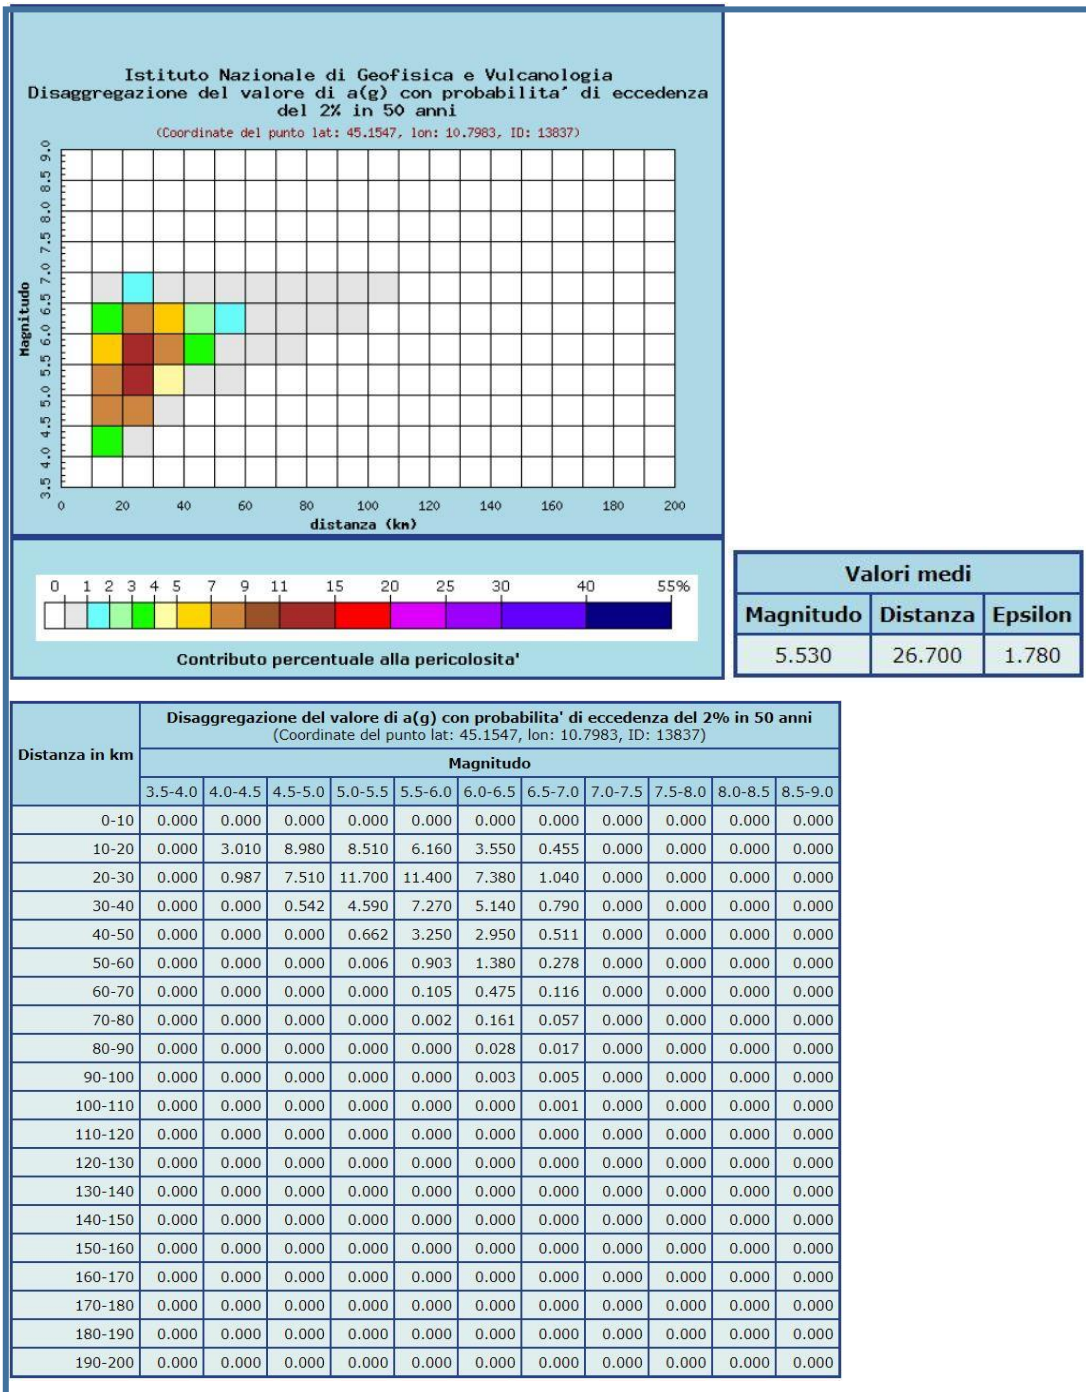 Istituto Nazionale di Geofisica e Vulcanologia
Disaggregazione del valore di a(g) con probabilita' di eccedenza
del 2% in 50 anni
(Coordinate del punto lat: 45.1547, lon: 10.7983, ID: 13837)
Magnitudo
9.0
8.5
8.0
7.5
7.0
6.5
6.0
5.5
5.0
4.5
4.0
3.5
0 20 40 60 80 100 120 140 160 180 200
distanza (km)
0 1 2 3 4 5 7 9 11 15 20 25 30 40 55%
Contributo percentuale alla pericolosita'
Valori medi
Magnitudo Distanza Epsilon
5.530 26.700 1.780
Disaggregazione del valore di a(g) con probabilita' di eccedenza del 2% in 50 anni
(Coordinate del punto lat: 45.1547, lon: 10.7983, ID: 13837)
Distanza in km
Magnitudo
3.5-4.0 4.0-4.5 4.5-5.0 5.0-5.5 5.5-6.0 6.0-6.5 6.5-7.0 7.0-7.5 7.5-8.0 8.0-8.5 8.5-9.0
0-10 0.000 0.000 0.000 0.000 0.000 0.000 0.000 0.000 0.000 0.000 0.000
10-20 0.000 3.010 8.980 8.510 6.160 3.550 0.455 0.000 0.000 0.000 0.000
20-30 0.000 0.987 7.510 11.700 11.400 7.380 1.040 0.000 0.000 0.000 0.000
30-40 0.000 0.000 0.542 4.590 7.270 5.140 0.790 0.000 0.000 0.000 0.000
40-50 0.000 0.000 0.000 0.662 3.250 2.950 0.511 0.000 0.000 0.000 0.000
50-60 0.000 0.000 0.000 0.006 0.903 1.380 0.278 0.000 0.000 0.000 0.000
60-70 0.000 0.000 0.000 0.000 0.105 0.475 0.116 0.000 0.000 0.000 0.000
70-80 0.000 0.000 0.000 0.000 0.002 0.161 0.057 0.000 0.000 0.000 0.000
80-90 0.000 0.000 0.000 0.000 0.000 0.028 0.017 0.000 0.000 0.000 0.000
90-100 0.000 0.000 0.000 0.000 0.000 0.003 0.005 0.000 0.000 0.000 0.000
100-110 0.000 0.000 0.000 0.000 0.000 0.000 0.001 0.000 0.000 0.000 0.000
110-120 0.000 0.000 0.000 0.000 0.000 0.000 0.000 0.000 0.000 0.000 0.000
120-130 0.000 0.000 0.000 0.000 0.000 0.000 0.000 0.000 0.000 0.000 0.000
130-140 0.000 0.000 0.000 0.000 0.000 0.000 0.000 0.000 0.000 0.000 0.000
140-150 0.000 0.000 0.000 0.000 0.000 0.000 0.000 0.000 0.000 0.000 0.000
150-160 0.000 0.000 0.000 0.000 0.000 0.000 0.000 0.000 0.000 0.000 0.000
160-170 0.000 0.000 0.000 0.000 0.000 0.000 0.000 0.000 0.000 0.000 0.000
170-180 0.000 0.000 0.000 0.000 0.000 0.000 0.000 0.000 0.000 0.000 0.000
180-190 0.000 0.000 0.000 0.000 0.000 0.000 0.000 0.000 0.000 0.000 0.000
190-200 0.000 0.000 0.000 0.000 0.000 0.000 0.000 0.000 0.000 0.000 0.000